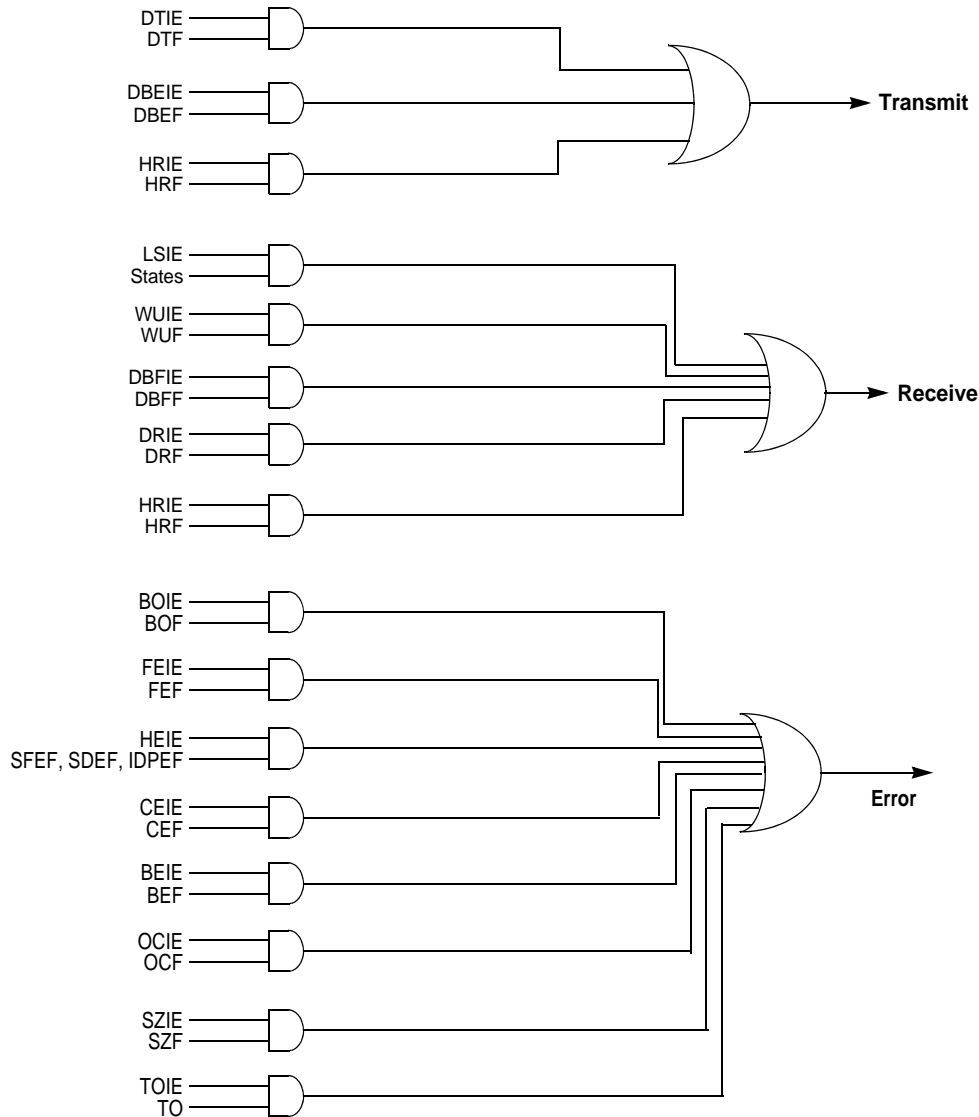 DTIE
DTF
DBEIE
DBEF
Transmit
HRIE
HRF
LSIE
States
WUIE
WUF
DBFIE
DBFF
Receive
DRIE
DRF
HRIE
HRF
BOIE
BOF
FEIE
FEF
HEIE
SFEF, SDEF, IDPEF
Error
CEIE
CEF
BEIE
BEF
OCIE
OCF
SZIE
SZF
TOIE
TO